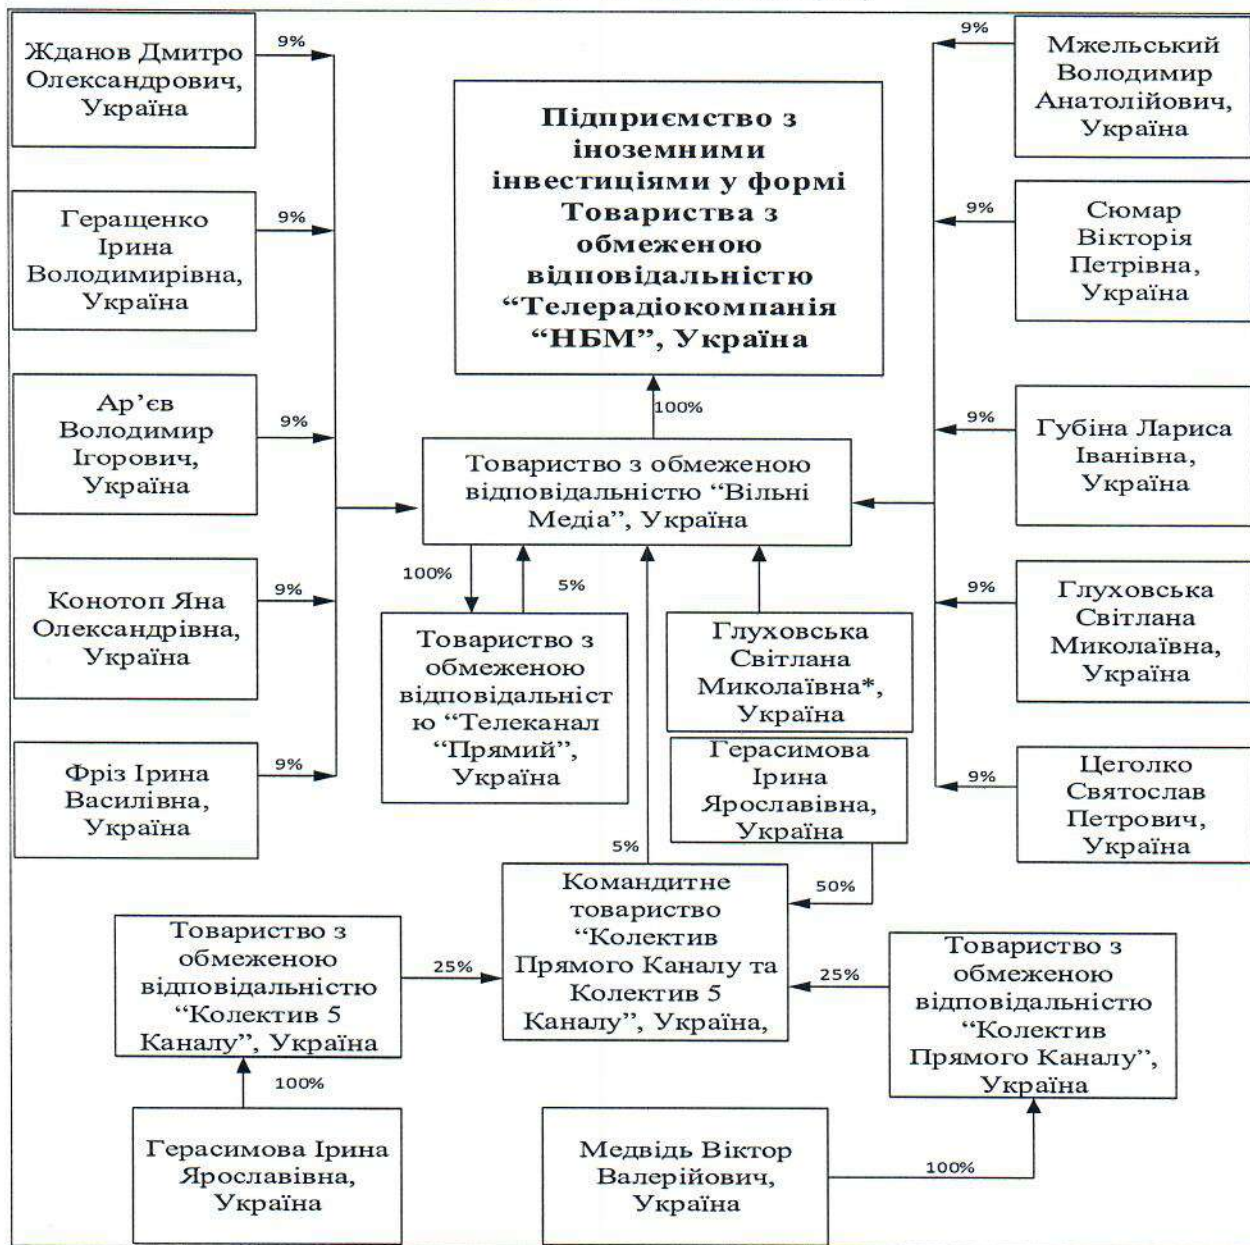 Жданов Дмитро
Олександрович,
Україна
9%
Геращенко
Ірина
Володимирівна,
Україна
9%
Ар’єв
Володимир
Ігорович,
Україна
9%
Конотоп Яна
Олександрівна,
Україна
9%
Фріз Ірина
Василівна,
Україна
9%
Підприємство з
іноземними
інвестиціями у формі
Товариства з
обмеженою
відповідальністю
“Телерадіокомпанія
“НБМ”, Україна
100%
Товариство з обмеженою
відповідальністю “Вільні
Медіа”, Україна
100%
5%
Товариство з
обмеженою
відповідальніст
ю “Телеканал
“Прямий”,
Україна
Глуховська
Світлана
Миколаївна*,
Україна
Герасимова
Ірина
Ярославівна,
Україна
5%
50%
9%
Мжельський
Володимир
Анатолійович,
Україна
9%
Сюмар
Вікторія
Петрівна,
Україна
9%
Губіна Лариса
Іванівна,
Україна
9%
Глуховська
Світлана
Миколаївна,
Україна
9%
Цеголко
Святослав
Петрович,
Україна
Командитне
товариство
“Колектив
Прямого Каналу та
Колектив 5
Каналу”, Україна,
Товариство з
обмеженою
відповідальністю
“Колектив 5
Каналу”, Україна
25%
25%
Товариство з
обмеженою
відповідальністю
“Колектив
Прямого Каналу”,
Україна
100%
Герасимова Ірина
Ярославівна,
Україна
Медвідь Віктор
Валерійович,
Україна
100%